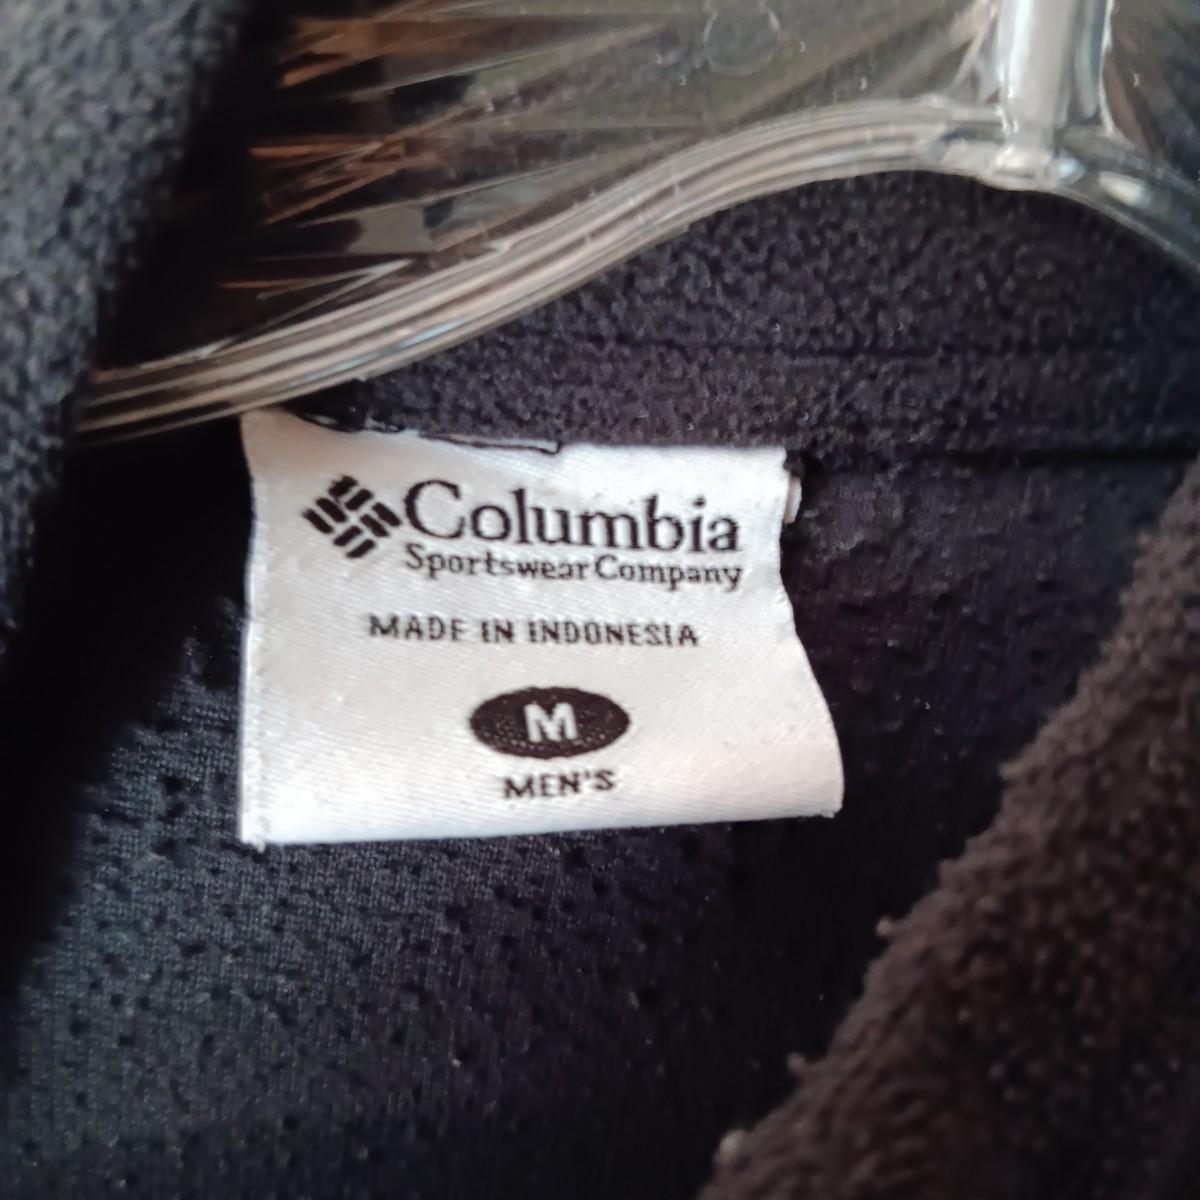 Columbia
Sportswear Company
MADE IN INDONESIA
M
MEN'S